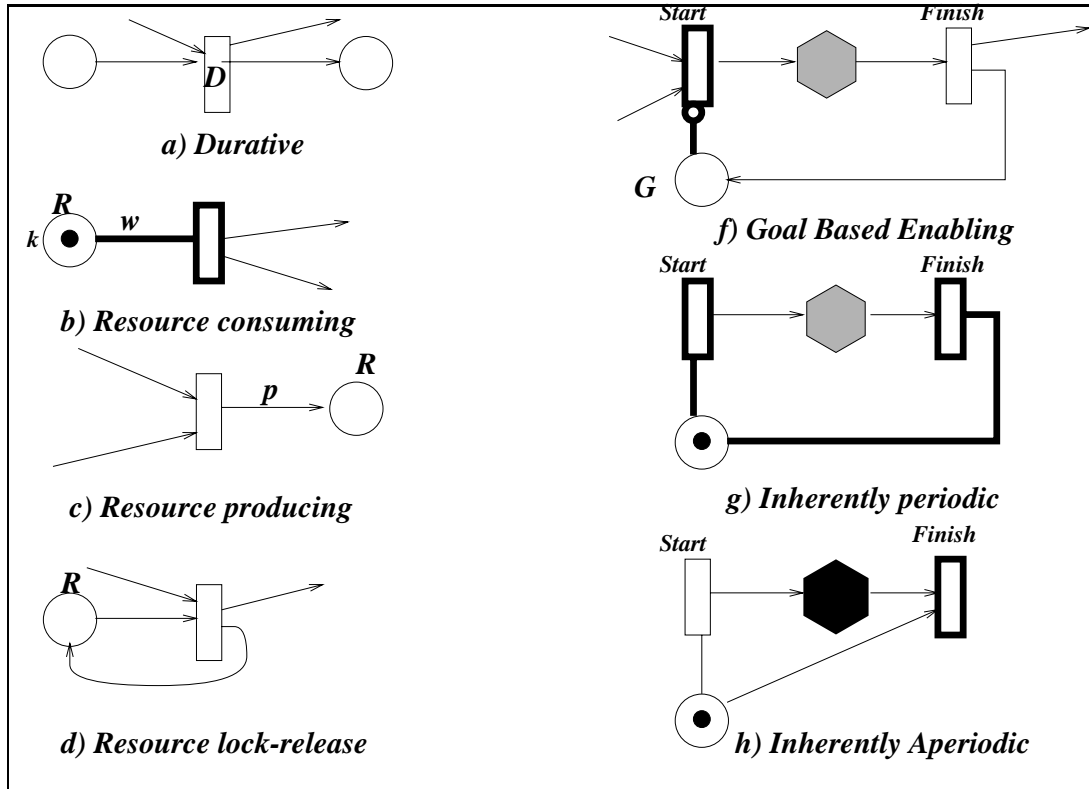 D
a) Durative
R
k
w
b) Resource consuming
R
p
c) Resource producing
R
d) Resource lock-release
Start Finish
G
f) Goal Based Enabling
Start Finish
g) Inherently periodic
Start Finish
h) Inherently Aperiodic